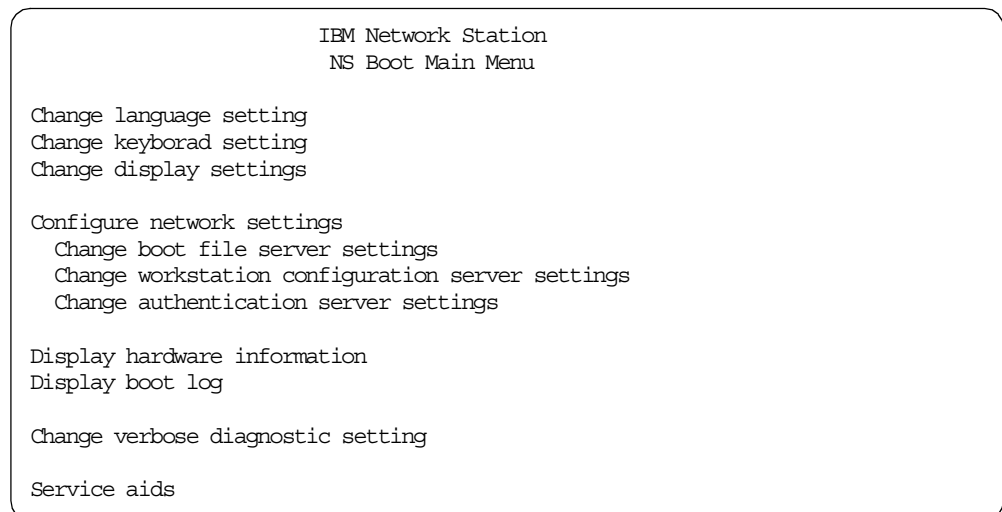 IBM Network Station
NS Boot Main Menu
Change language setting
Change keyborad setting
Change display settings
Configure network settings
Change boot file server settings
Change workstation configuration server settings
Change authentication server settings
Display hardware information
Display boot log
Change verbose diagnostic setting
Service aids